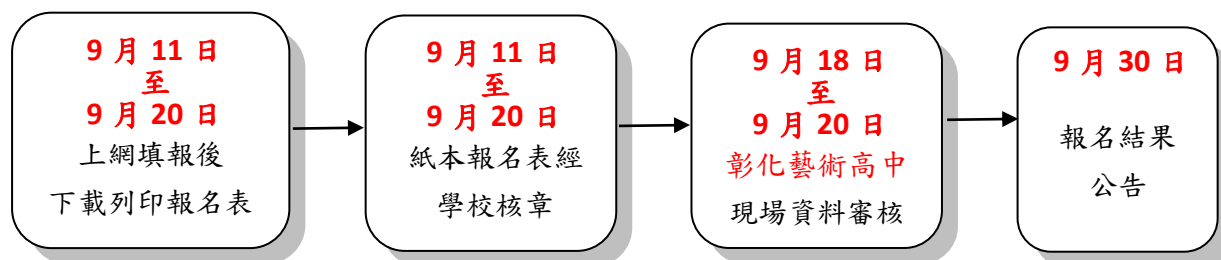 9 月 11 日
至
9 月 20 日
上網填報後
下載列印報名表
9 月 11 日
至
9 月 20 日
紙本報名表經
學校核章
9 月 18 日
至
9 月 20 日
彰化藝術高中
現場資料審核
9 月 30 日
報名結果
公告